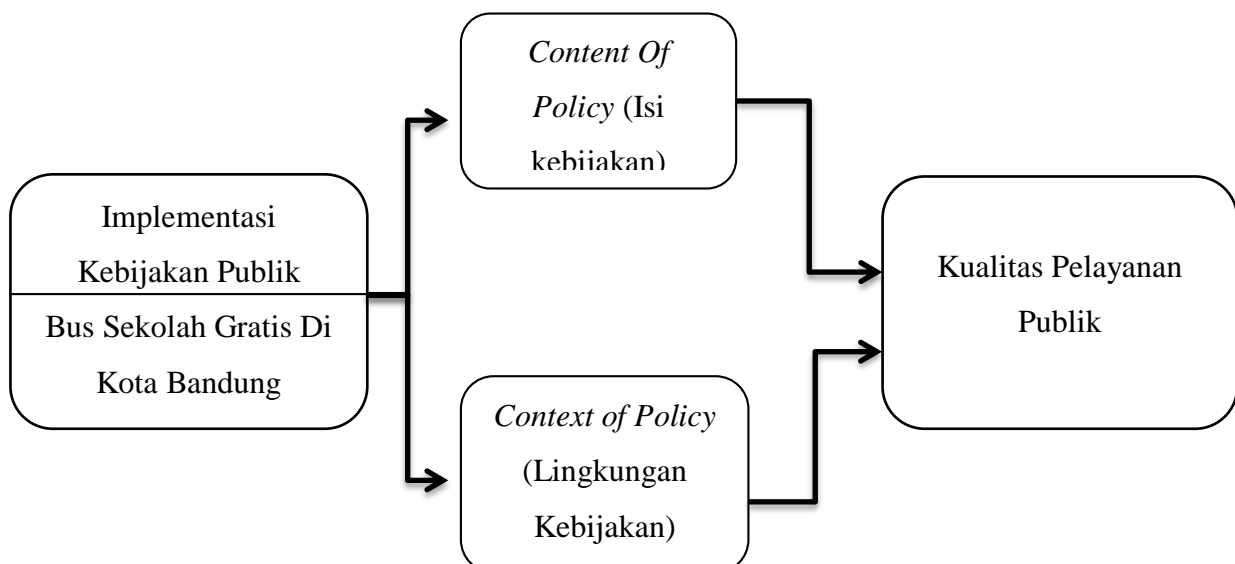 Implementasi
Kebijakan Publik
Bus Sekolah Gratis Di
Kota Bandung
Content Of
Policy (Isi
kebijakan)
Context of Policy
(Lingkungan
Kebijakan)
Kualitas Pelayanan
Publik